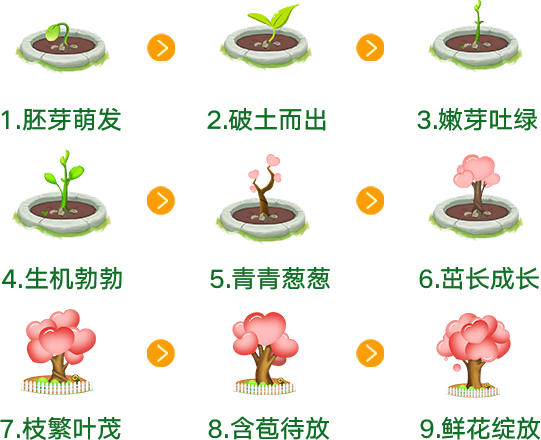 1.胚芽萌发
2.破土而出
3.嫩芽吐绿
4.生机勃勃
5.青青葱葱
6.茁长成长
7.枝繁叶茂
8.含苞待放
9.鲜花绽放